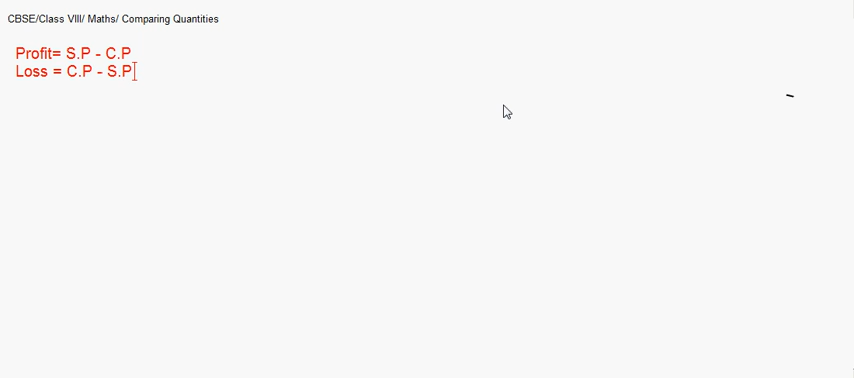 CBSE/Class VIII/ Maths/ Comparing Quantities
Profit= S.P - C.P
Loss = C.P - S.P